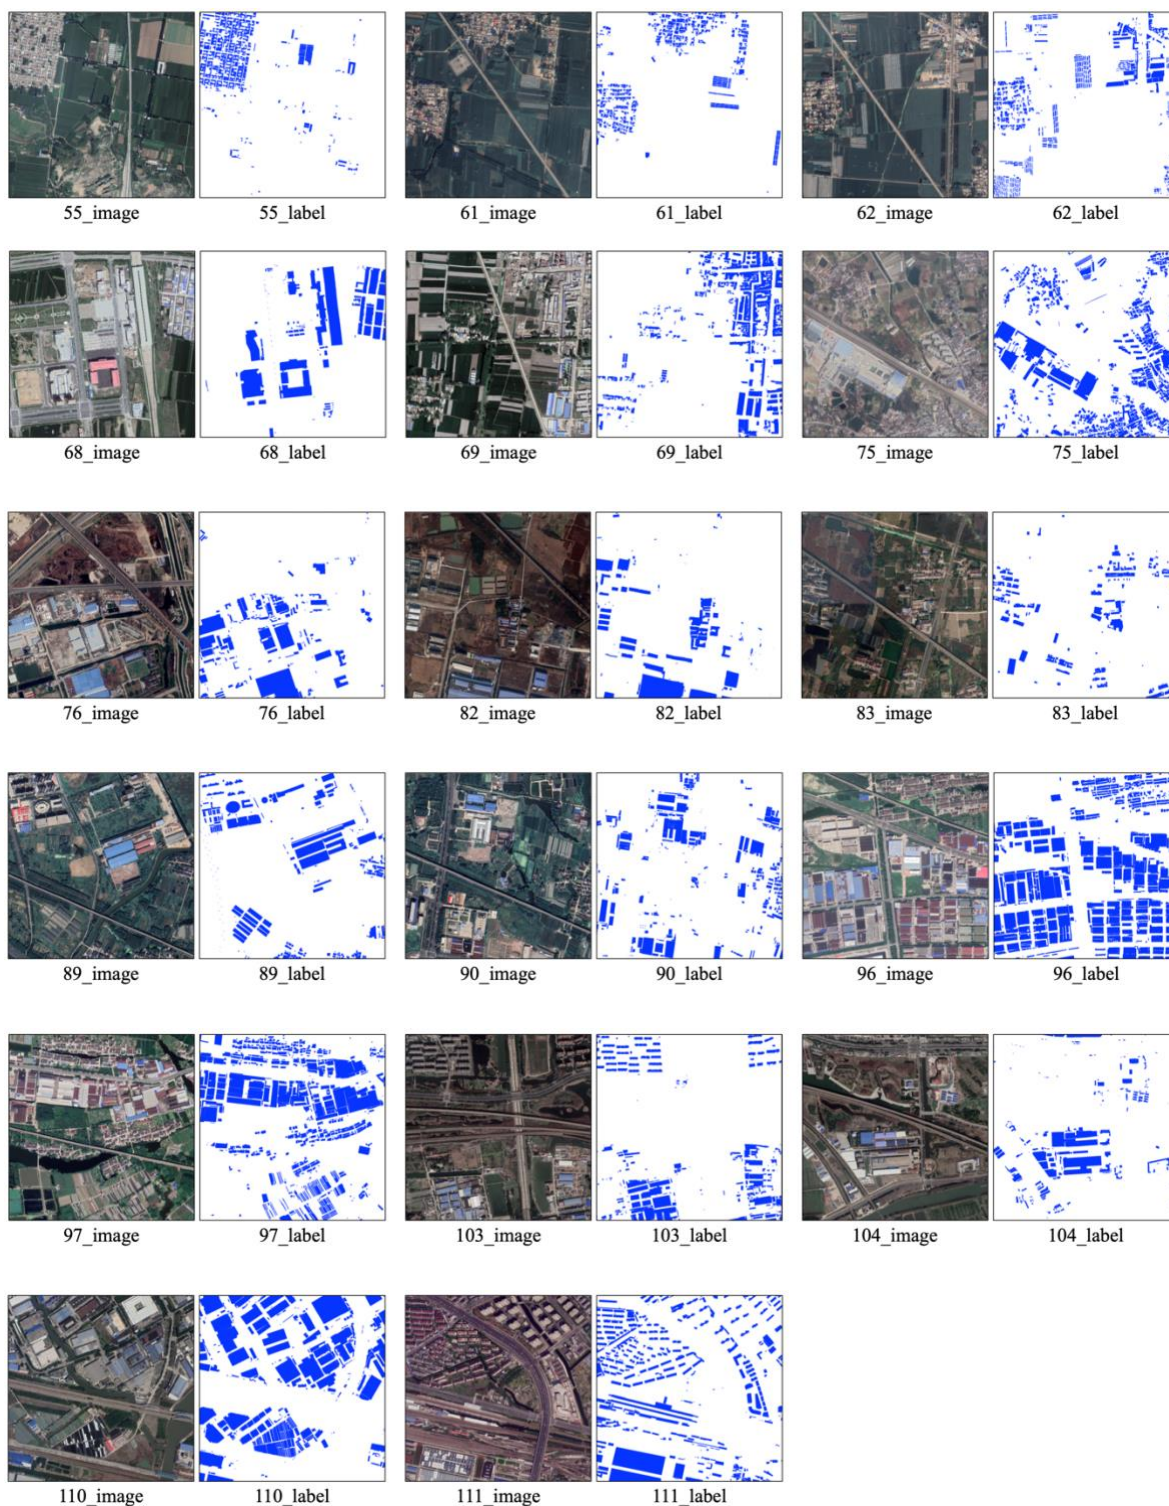 55_image 55_label 61_image 61_label 62_image 62_label
68_image 68_label 69_image 69_label 75_image 75_label
76_image 76_label 82_image 82_label 83_image 83_label
89_image 89_label 90_image 90_label 96_image 96_label
97_image 97_label 103_image 103_label 104_image 104_label
110_image 110_label 111_image 111_label